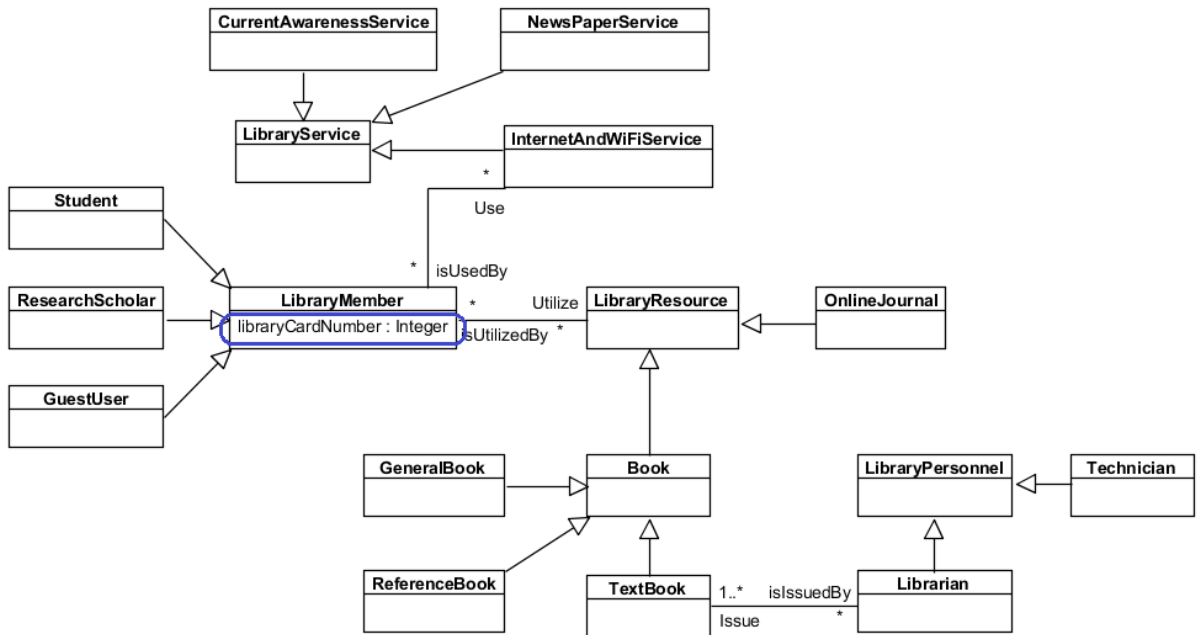 CurrentAwarenessService
NewsPaperService
LibraryService
InternetAndWiFiService
*
Use
Student
*
isUsedBy
ResearchScholar
LibraryMember
*
Utilize
LibraryResource
OnlineJournal
libraryCardNumber : Integer
isUtilizedBy
*
GuestUser
GeneralBook
Book
LibraryPersonnel
Technician
ReferenceBook
TextBook
1..*
isIssuedBy
Librarian
Issue
*